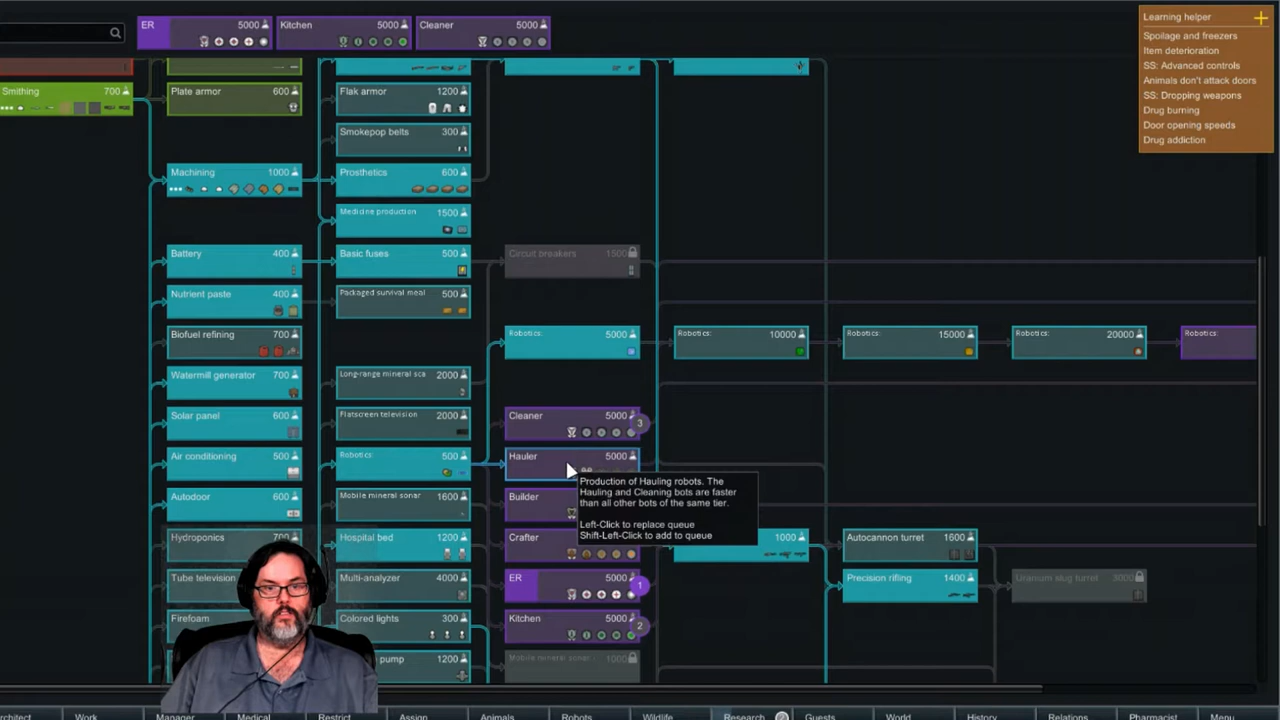 ER 5000
Kitchen 5000
Cleaner 5000
Learning helper
Spoilage and freezers
Item deterioration
SS: Advanced controls
Animals don't attack doors
SS: Dropping weapons
Drug burning
Door opening speeds
Drug addiction
Smithing 700
Plate armor 600
Flak armor 1200
Smokepop belts 300
Machining 1000
Prosthetics 600
Medicine production 1500
Battery 400
Basic fuses 500
Circuit breakers 1500
Nutrient paste 400
Packaged suvival meal 500
Biofuel refining 700
Robotics: 5000
Robotics: 10000
Robotics: 15000
Robotics: 20000
Robotics:
Watermill generator 700
Long-range mineral sca 2000
Solar panel 600
Flatscreen television 2000
Cleaner 5000 3
Air conditioning 500
Robotics: 500
Hauler 5000
Production of Hauling robots. The
Hauling and Cleaning bots are faster
than all other bots of the same tier.
Left-Click to replace queue
Shift-Left-Click to add to queue
Autodoor 600
Mobile mineral sonar 1600
Builder
Hydroponics 700
Hospital bed 1200
Crafter
1000
Autocannon turret 1600
Tube television
Multi-analyzer 4000
ER 5000 1
Precision rifling 1400
Uranium slug turret 3000
Firefoam
Colored lights 300
Kitchen 5000 2
pump 1200
Mobile mineral sonar 1000
Architect
Work
Manager
Medical
Restrict
Assign
Animals
Robots
Wildlife
Research
Guests
World
History
Relations
Pharmacist
Menu